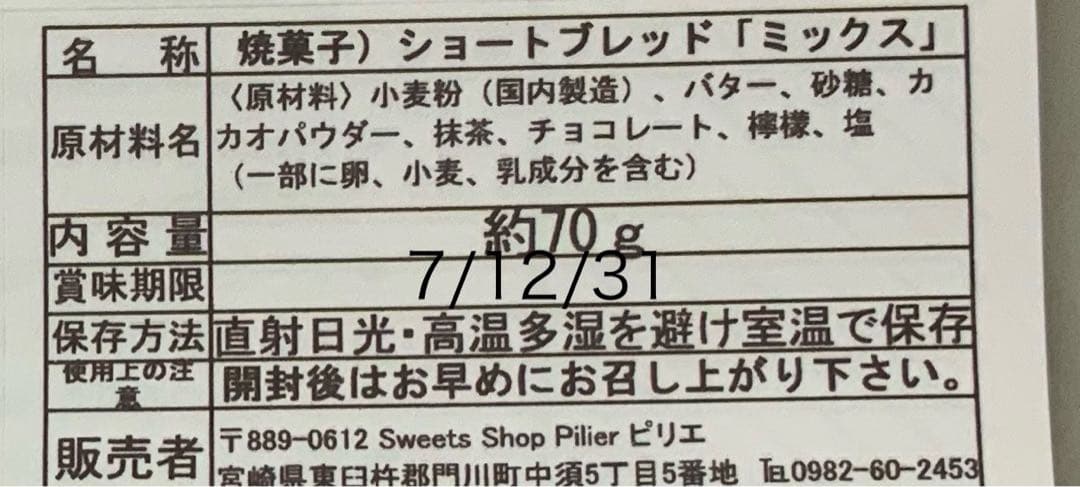 名　称 焼菓子）ショートブレッド「ミックス」
原材料名 〈原材料〉小麦粉（国内製造）、バター、砂糖、カ
カオパウダー、抹茶、チョコレート、檸檬、塩
（一部に卵、小麦、乳成分を含む）
内容量 約70ｇ
賞味期限 7/12/31
保存方法 直射日光・高温多湿を避け室温で保存
使用上の注意 開封後はお早めにお召し上がり下さい。
販売者 〒889-0612 Sweets Shop Pilier ピリエ
宮崎県東臼杵郡門川町中須5丁目5番地 ℡0982-60-2453